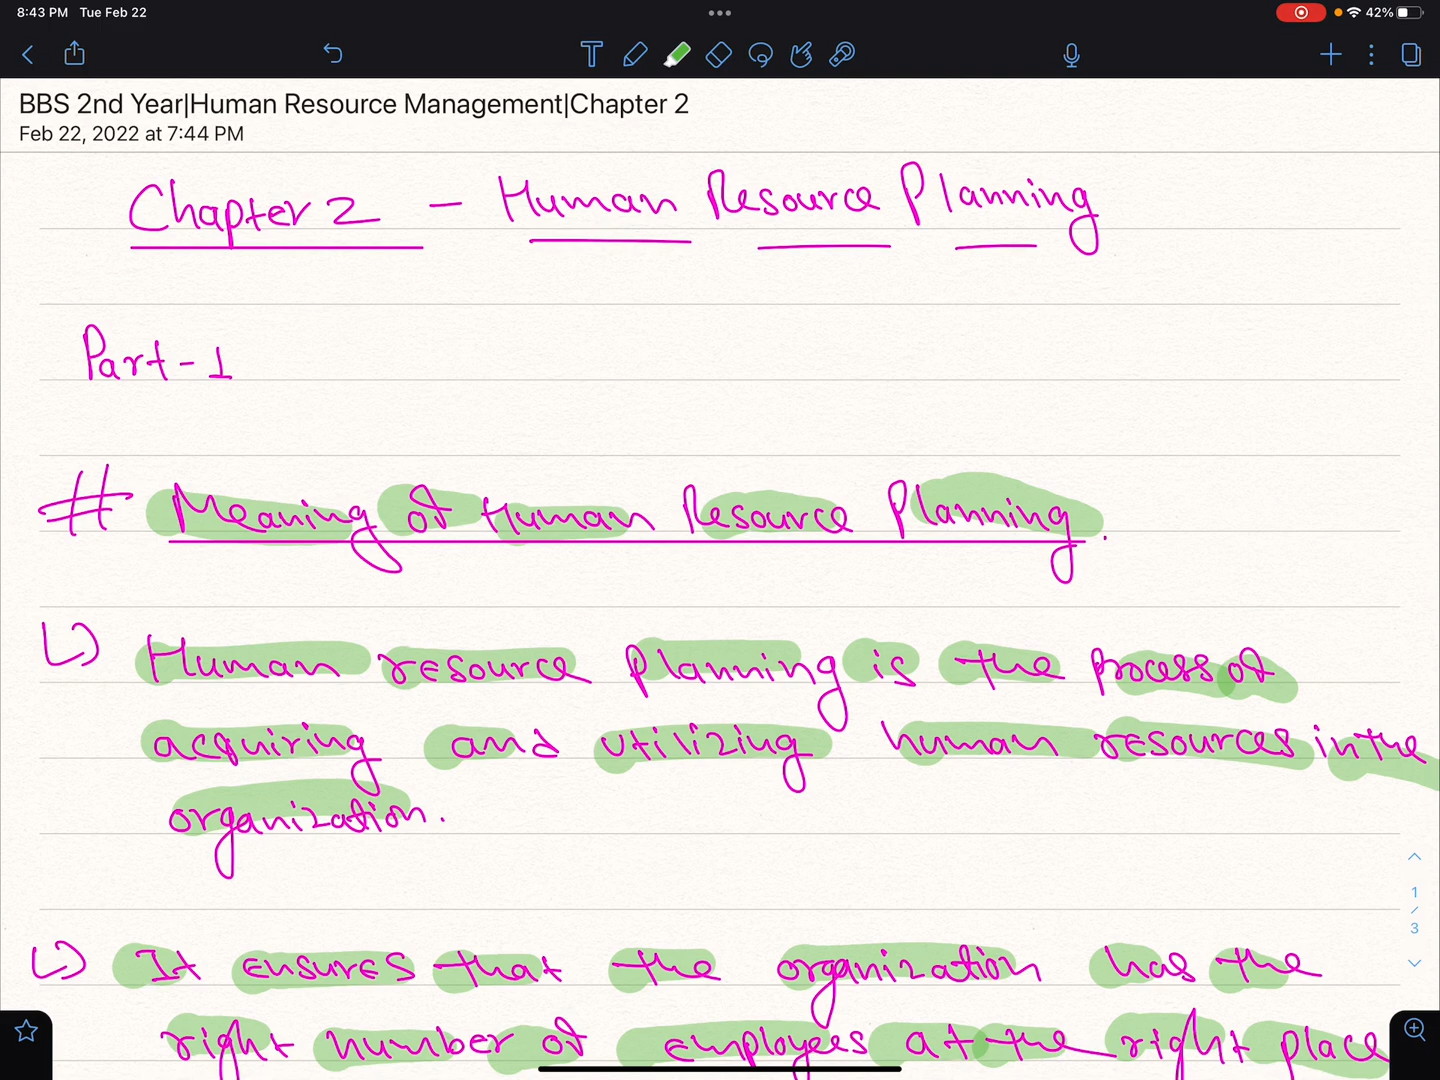 8:43 PM Tue Feb 22
42%
BBS 2nd Year|Human Resource Management|Chapter 2
Feb 22, 2022 at 7:44 PM
Chapter 2 - Human Resource Planning
Part-1
# Meaning of Human Resource Planning.
Human resource planning is the process of
acquiring and utilizing human resources in the
organization.
It ensures that the organization has the
right number of employees at the right place
1
/
3